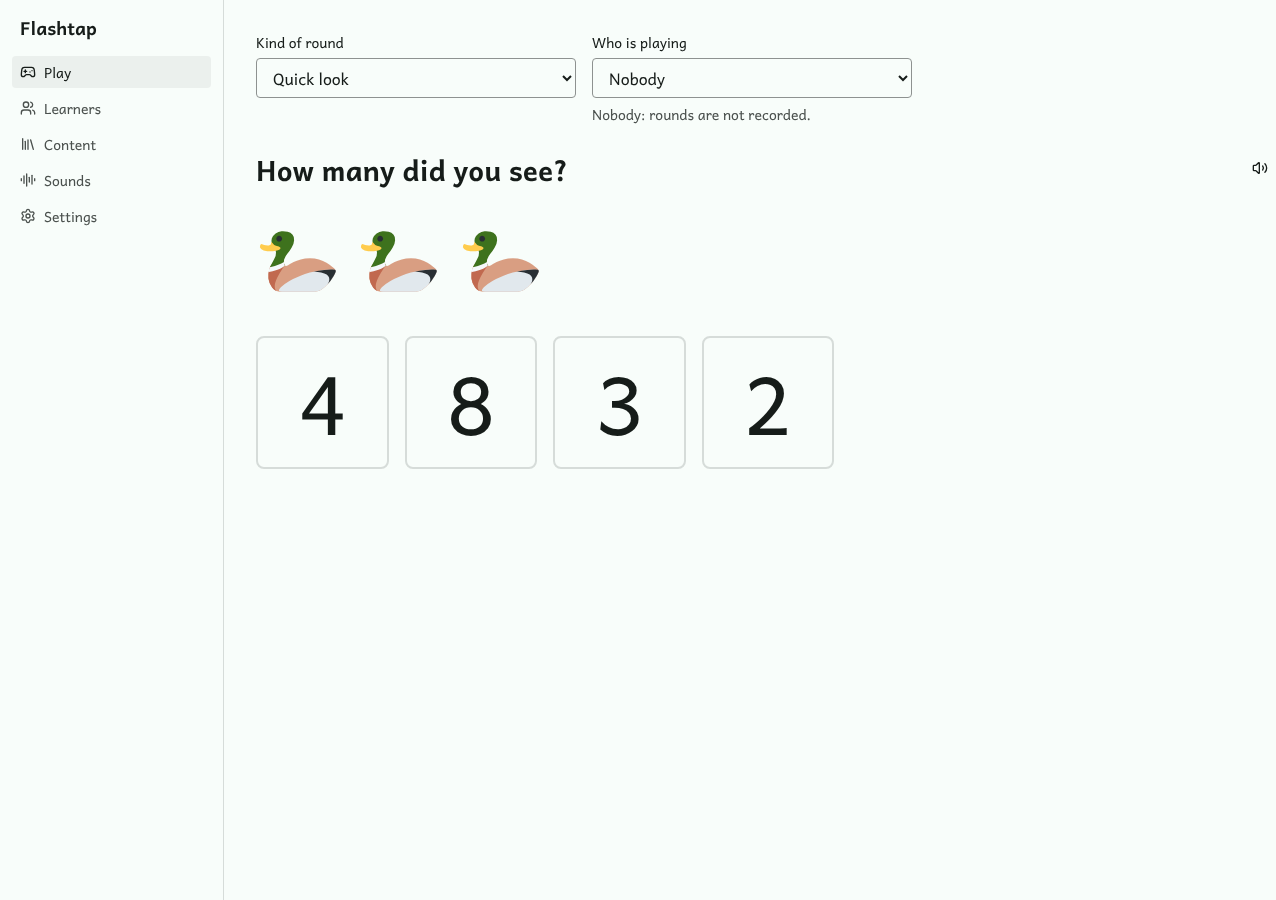 Flashtap
Play
Learners
Content
Sounds
Settings
Kind of round
Quick look
Who is playing
Nobody
Nobody: rounds are not recorded.
How many did you see?
4 8 3 2